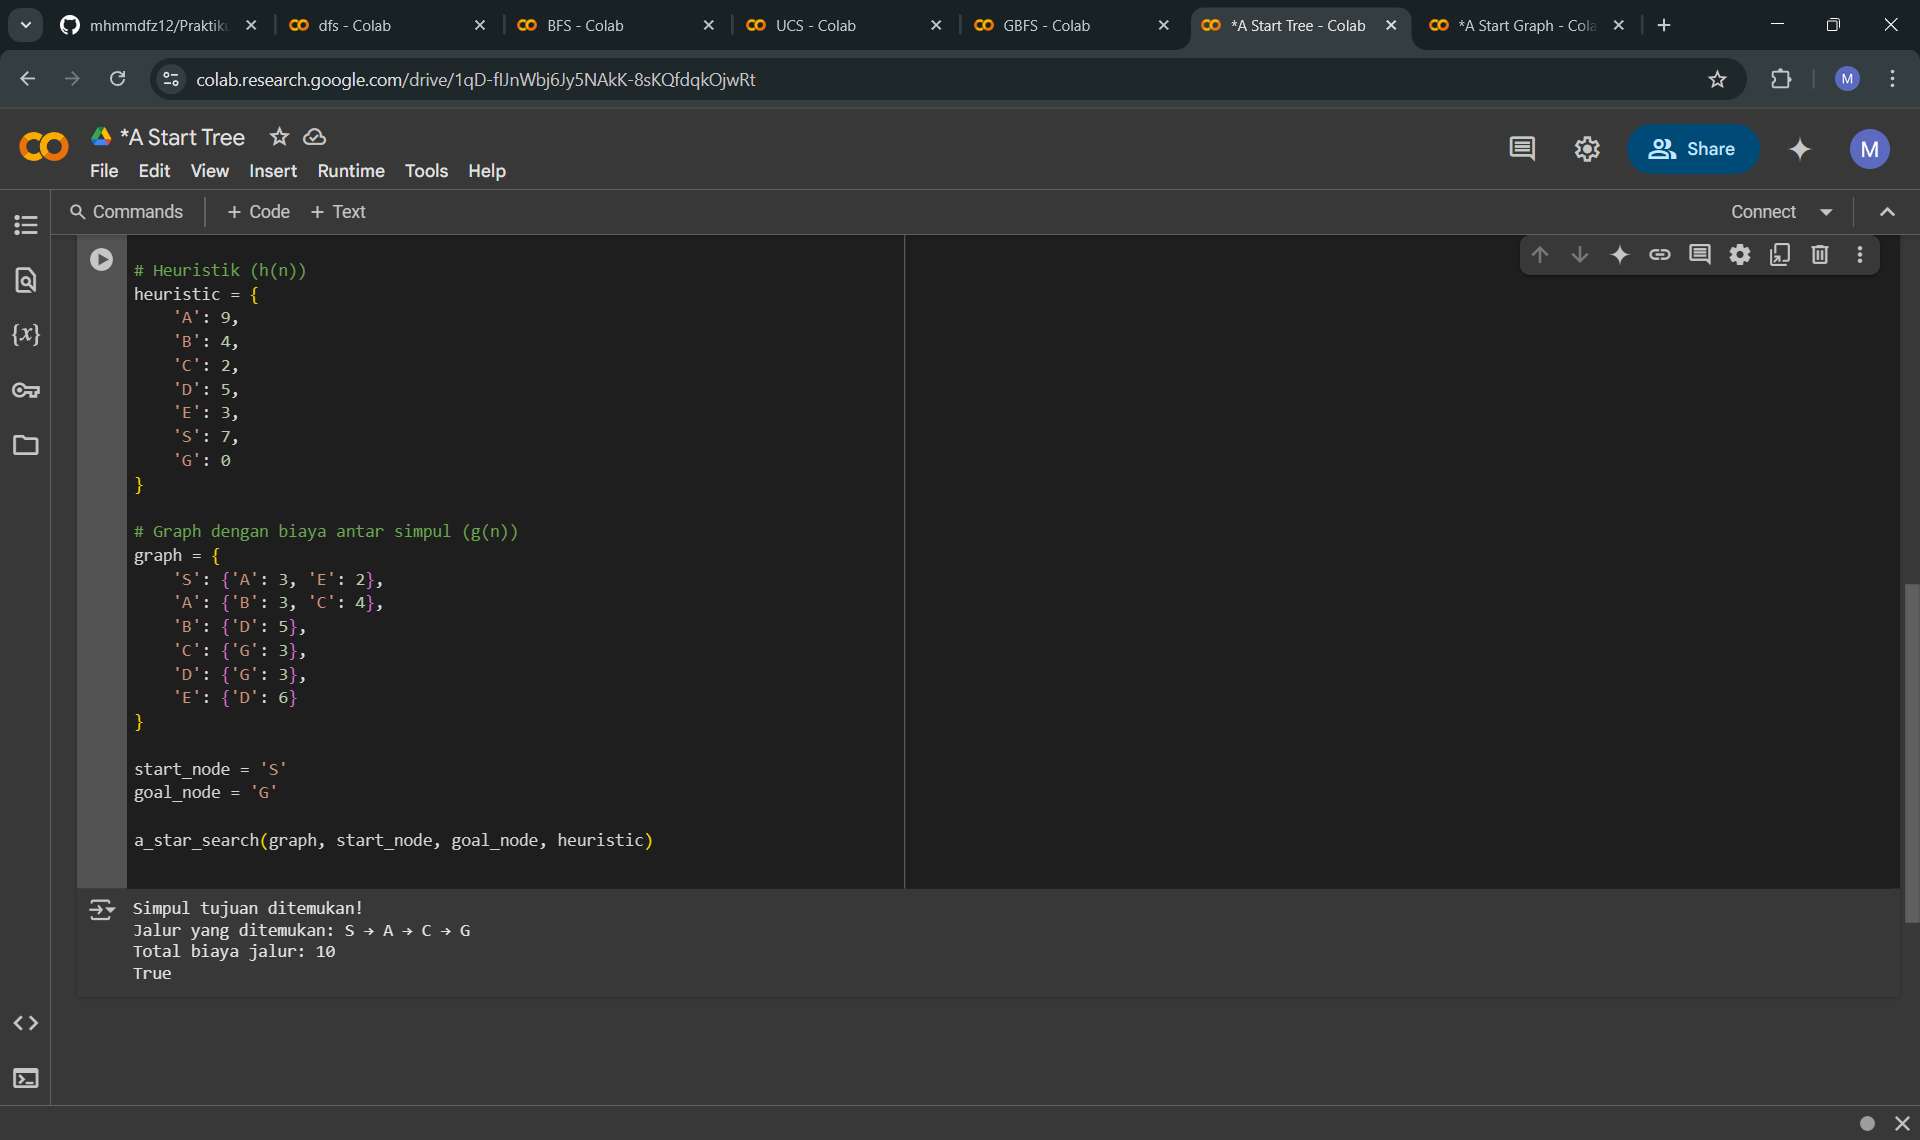 mhmmdfz12/Praktik
dfs - Colab
BFS - Colab
UCS - Colab
GBFS - Colab
*A Start Tree - Colab
*A Start Graph - Cola
colab.research.google.com/drive/1qD-flJnWbj6Jy5NAkK-8sKQfdqkOjwRt
M
*A Start Tree
File Edit View Insert Runtime Tools Help
Share
M
Commands + Code + Text
Connect
# Heuristik (h(n))
heuristic = {
'A': 9,
'B': 4,
'C': 2,
'D': 5,
'E': 3,
'S': 7,
'G': 0
}
# Graph dengan biaya antar simpul (g(n))
graph = {
'S': {'A': 3, 'E': 2},
'A': {'B': 3, 'C': 4},
'B': {'D': 5},
'C': {'G': 3},
'D': {'G': 3},
'E': {'D': 6}
}
start_node = 'S'
goal_node = 'G'
a_star_search(graph, start_node, goal_node, heuristic)
Simpul tujuan ditemukan!
Jalur yang ditemukan: S → A → C → G
Total biaya jalur: 10
True